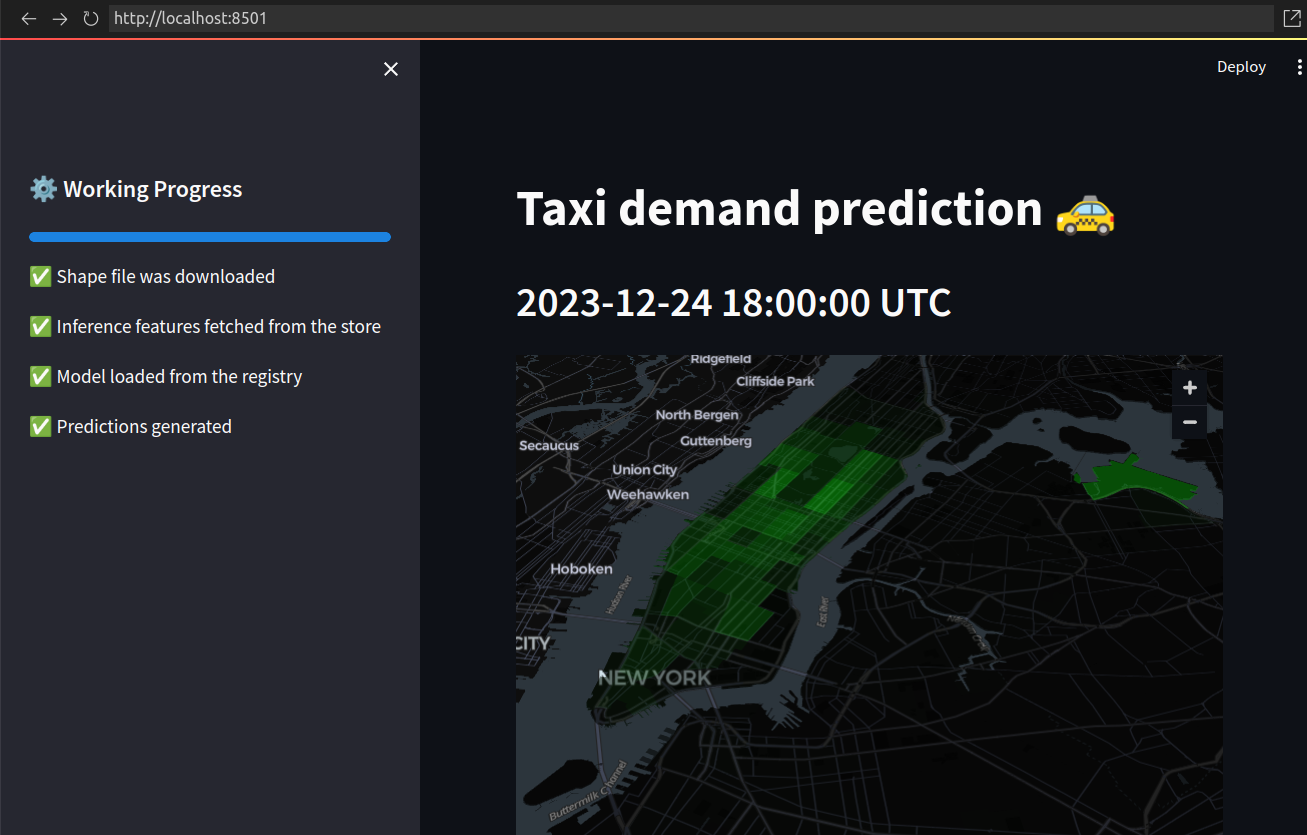 http://localhost:8501
Deploy
⚙️ Working Progress
✅ Shape file was downloaded
✅ Inference features fetched from the store
✅ Model loaded from the registry
✅ Predictions generated
Taxi demand prediction 🚕
2023-12-24 18:00:00 UTC
Ridgefield
Cliffside Park
North Bergen
Guttenberg
Secaucus
Union City
Weehawken
Hoboken
Hudson River
East River
CITY
NEW YORK
Buttermilk Channel